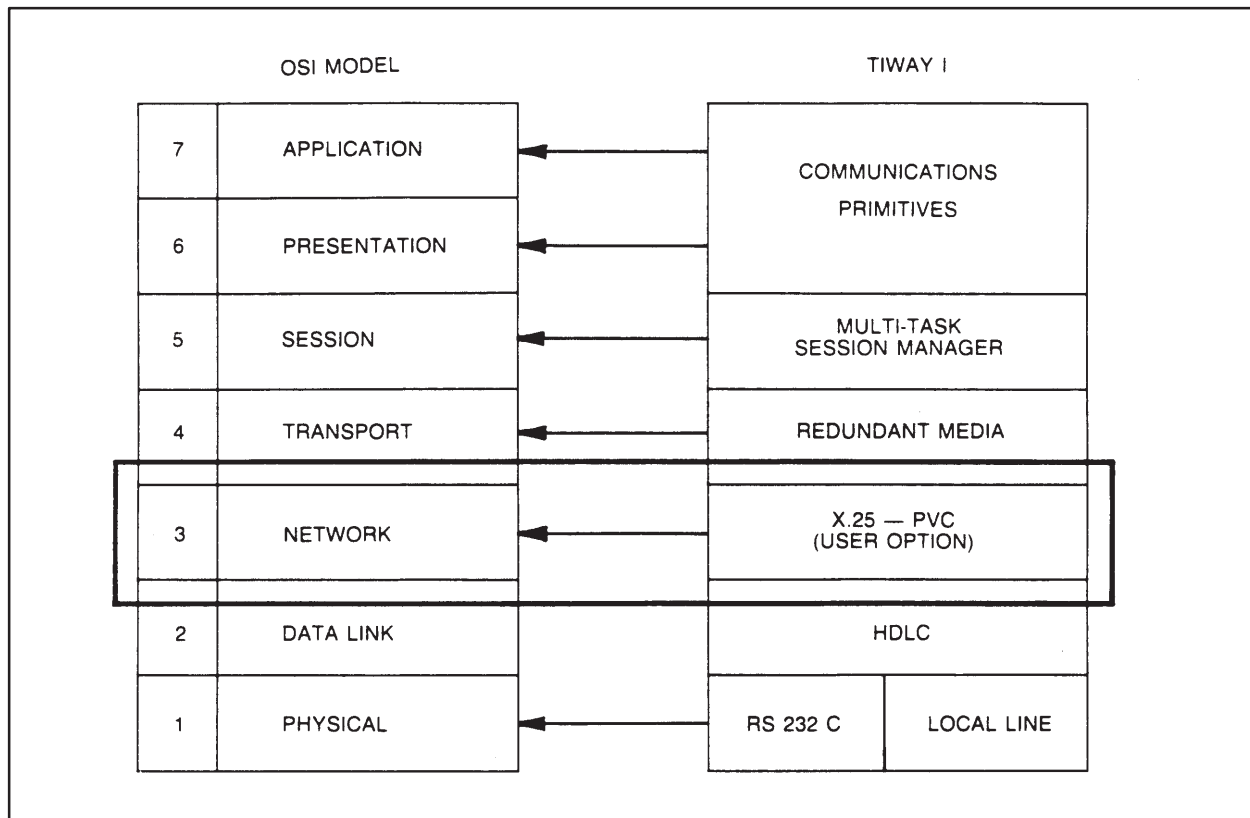 OSI MODEL
TIWAY I
7
APPLICATION
COMMUNICATIONS
PRIMITIVES
6
PRESENTATION
5
SESSION
MULTI-TASK
SESSION MANAGER
4
TRANSPORT
REDUNDANT MEDIA
3
NETWORK
X.25 — PVC
(USER OPTION)
2
DATA LINK
HDLC
1
PHYSICAL
RS 232 C
LOCAL LINE